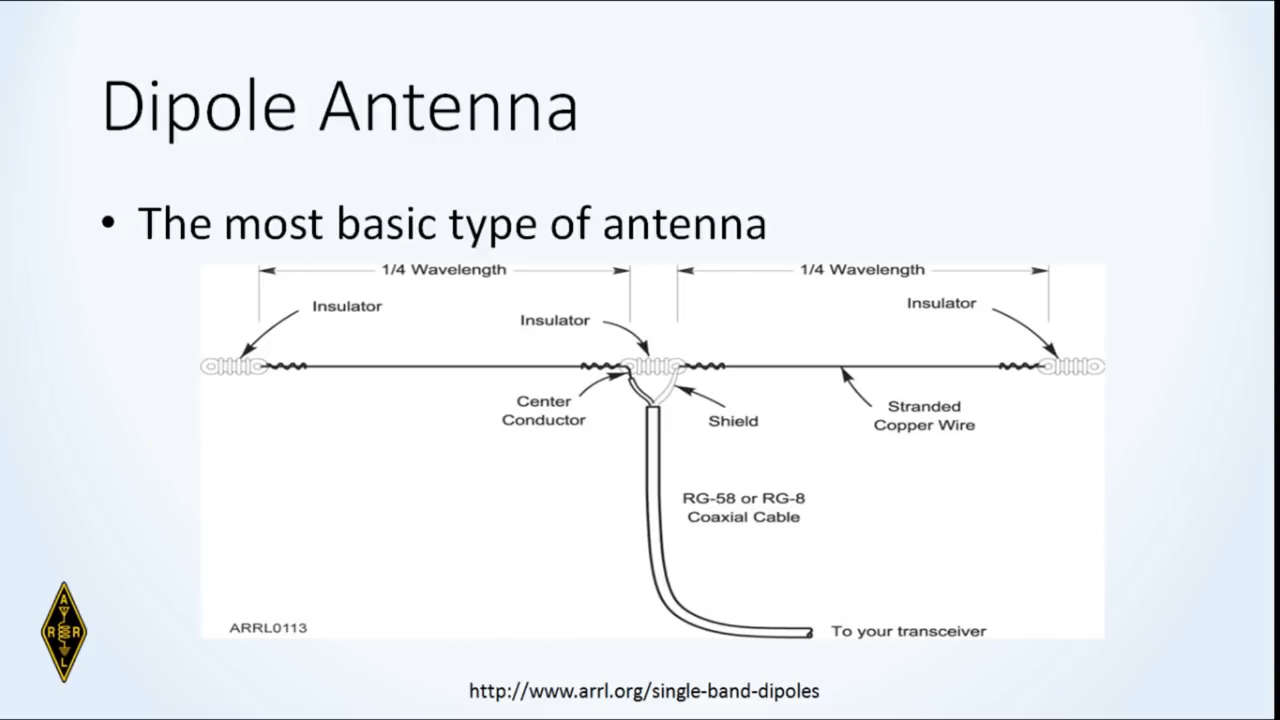 Dipole Antenna
• The most basic type of antenna
1/4 Wavelength
1/4 Wavelength
Insulator
Insulator
Insulator
Center
Conductor
Shield
Stranded
Copper Wire
RG-58 or RG-8
Coaxial Cable
ARRL0113
To your transceiver
A
R R
L
http://www.arrl.org/single-band-dipoles